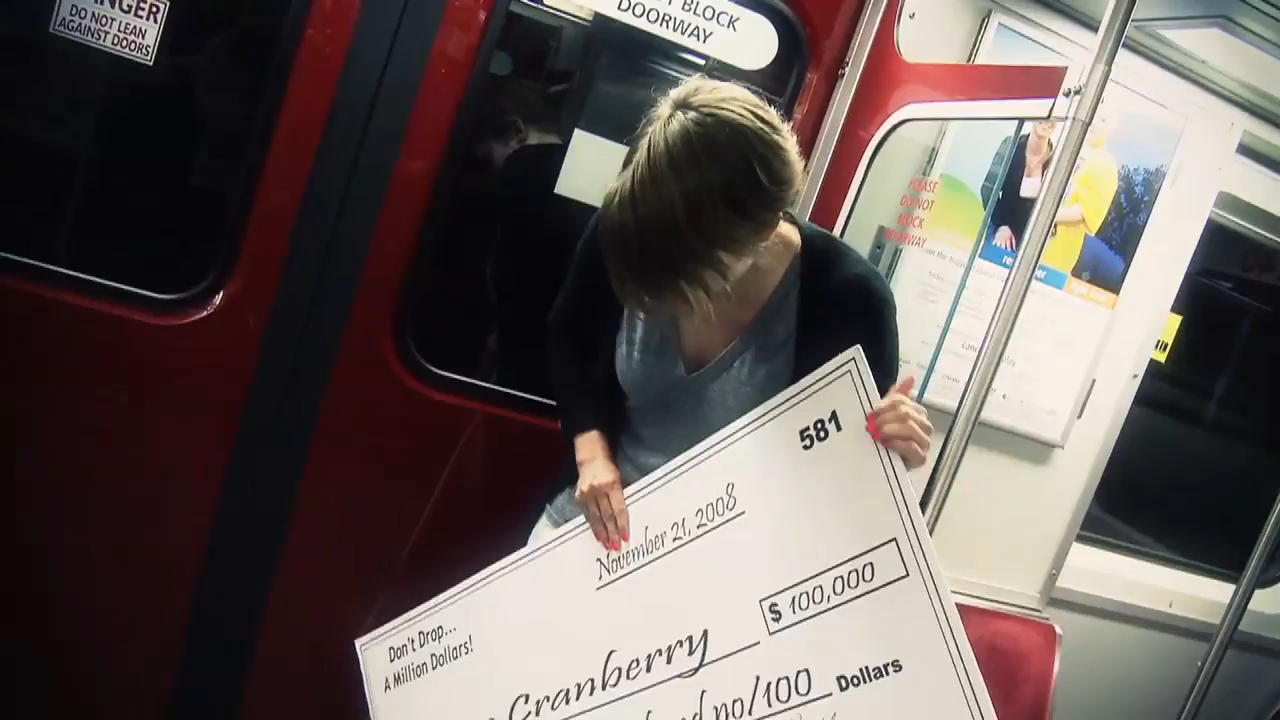 DO NOT LEAN
AGAINST DOORS
BLOCK
DOORWAY
PLEASE
DO NOT
BLOCK
DOORWAY
581
November 21, 2008
$ 100,000
Don't Drop...
A Million Dollars!
Cranberry
no/100 Dollars